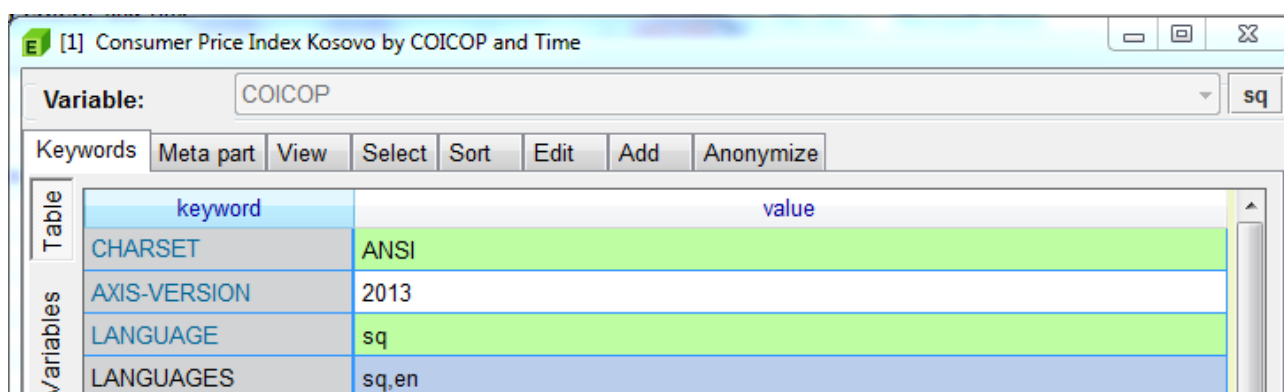 [1] Consumer Price Index Kosovo by COICOP and Time
Variable: COICOP sq
Keywords Meta part View Select Sort Edit Add Anonymize
Table
Variables
keyword value
CHARSET ANSI
AXIS-VERSION 2013
LANGUAGE sq
LANGUAGES sq,en